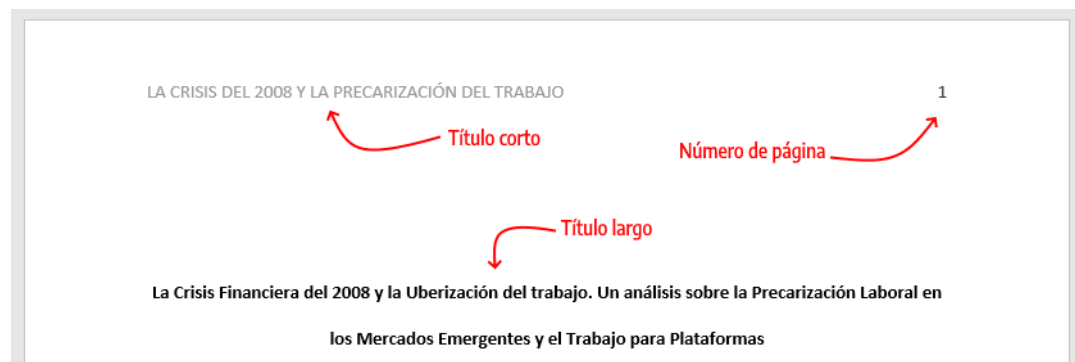 LA CRISIS DEL 2008 Y LA PRECARIZACIÓN DEL TRABAJO 1
Título corto
Número de página
Título largo
La Crisis Financiera del 2008 y la Uberización del trabajo. Un análisis sobre la Precarización Laboral en
los Mercados Emergentes y el Trabajo para Plataformas